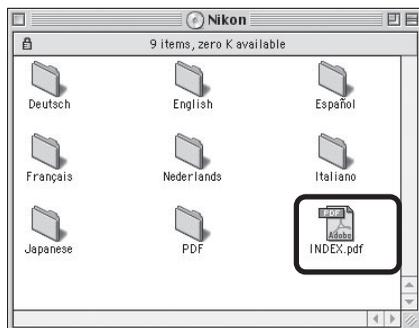 Nikon
9 items, zero K available
Deutsch English Español
Français Nederlands Italiano
Japanese PDF PDF Adobe INDEX.pdf